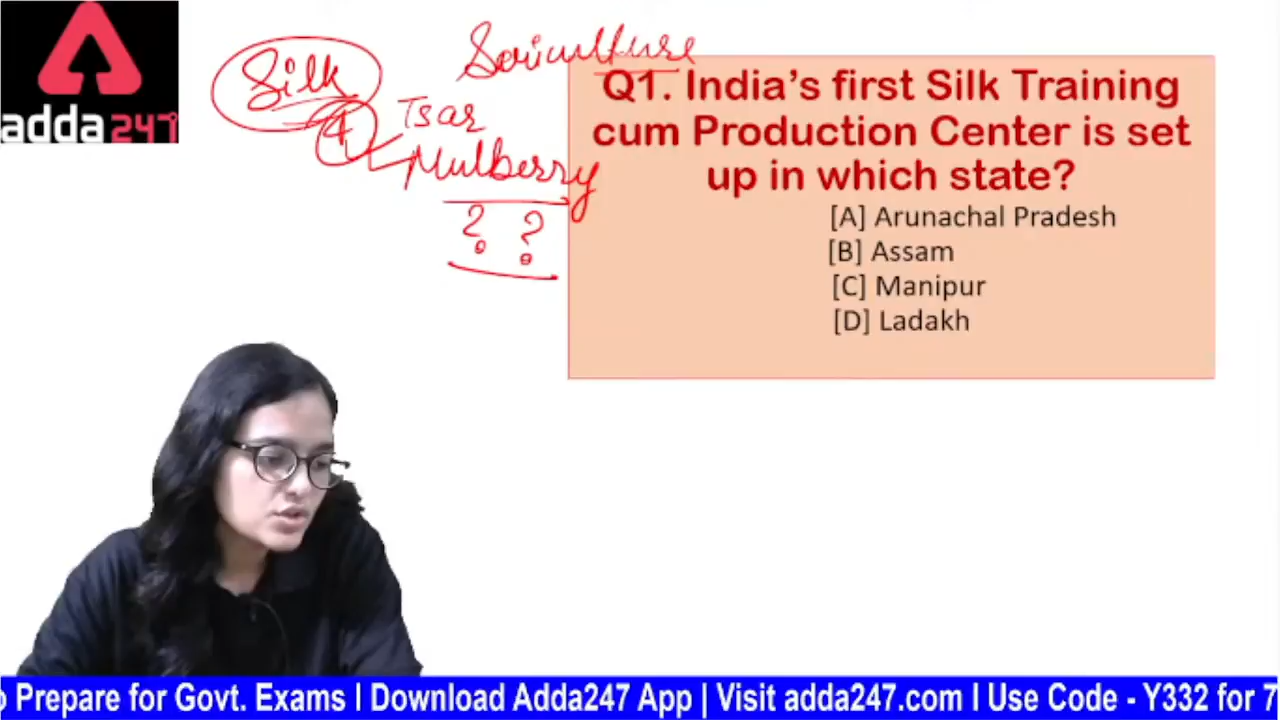 adda247
Silk
Sericulture
4
Tsar
Mulberry
? ?
Q1. India's first Silk Training
cum Production Center is set
up in which state?
[A] Arunachal Pradesh
[B] Assam
[C] Manipur
[D] Ladakh
o Prepare for Govt. Exams I Download Adda247 App | Visit adda247.com I Use Code - Y332 for 7